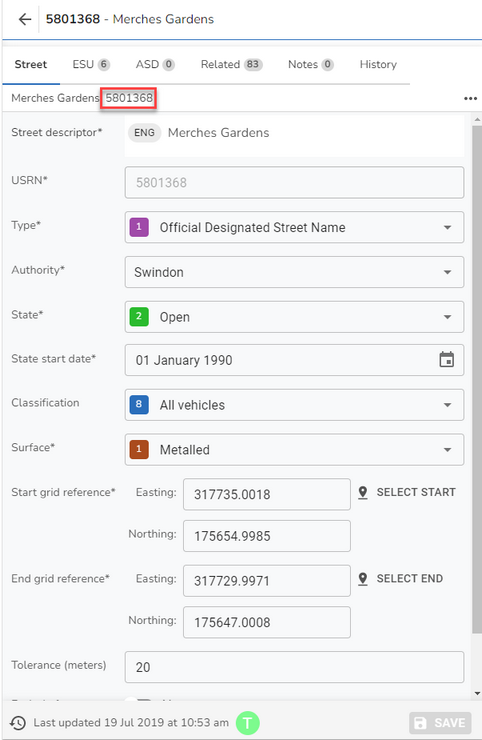 5801368 - Merches Gardens
Street ESU 6 ASD 0 Related 83 Notes 0 History
Merches Gardens 5801368
Street descriptor* ENG Merches Gardens
USRN* 5801368
Type* 1 Official Designated Street Name
Authority* Swindon
State* 2 Open
State start date* 01 January 1990
Classification 8 All vehicles
Surface* 1 Metalled
Start grid reference* Easting: 317735.0018 SELECT START
Northing: 175654.9985
End grid reference* Easting: 317729.9971 SELECT END
Northing: 175647.0008
Tolerance (meters) 20
Last updated 19 Jul 2019 at 10:53 am T SAVE